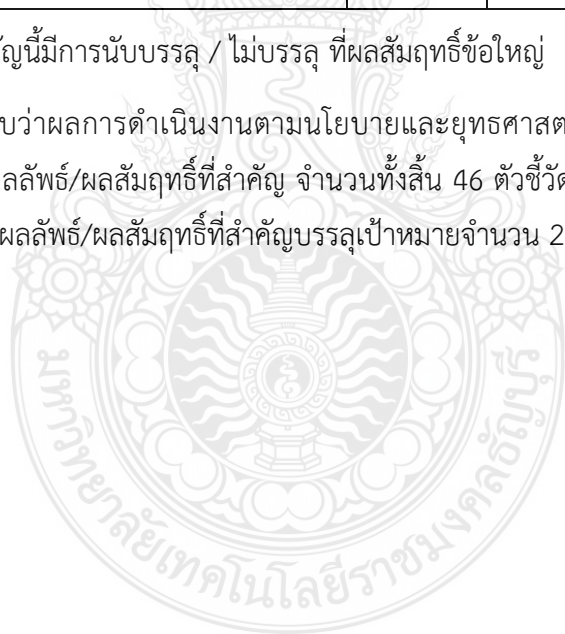 ัญนี้มีการนับบรรลุ / ไม่บรรลุ ที่ผลสัมฤทธิ์ข้อใหญ่
บว่าผลการดำเนินงานตามนโยบายและยุทธศาสต
ลลัพธ์/ผลสัมฤทธิ์ที่สำคัญ จำนวนทั้งสิ้น 46 ตัวชี้วัด
ผลลัพธ์/ผลสัมฤทธิ์ที่สำคัญบรรลุเป้าหมายจำนวน 2
มหาวิทยาลัยเทคโนโลยีราชมงคลธัญบุรี